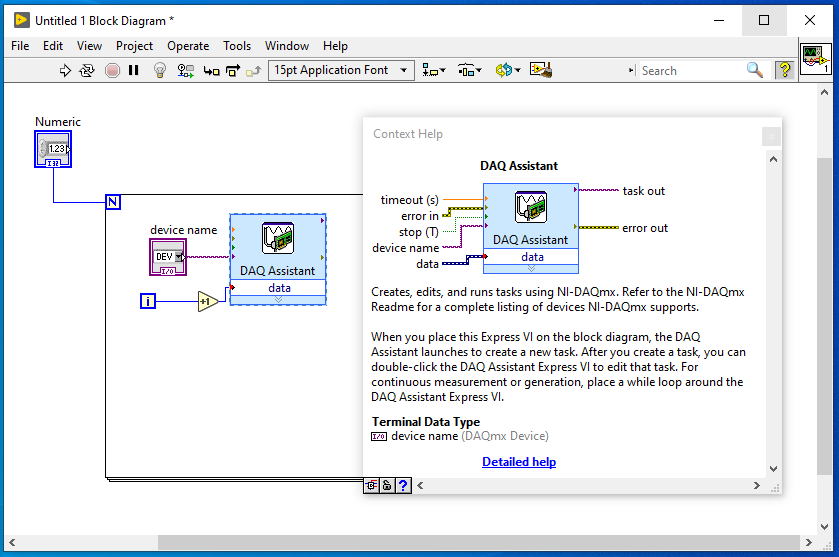 Untitled 1 Block Diagram *
File Edit View Project Operate Tools Window Help
15pt Application Font
Search
?
1
Numeric
1.23
I32
N
device name
DEV
I/O
DAQ Assistant
data
i
+1
Context Help
DAQ Assistant
timeout (s)
error in
stop (T)
device name
data
DAQ Assistant
data
task out
error out
Creates, edits, and runs tasks using NI-DAQmx. Refer to the NI-DAQmx
Readme for a complete listing of devices NI-DAQmx supports.
When you place this Express VI on the block diagram, the DAQ
Assistant launches to create a new task. After you create a task, you can
double-click the DAQ Assistant Express VI to edit that task. For
continuous measurement or generation, place a while loop around the
DAQ Assistant Express VI.
Terminal Data Type
I/O device name (DAQmx Device)
Detailed help
?